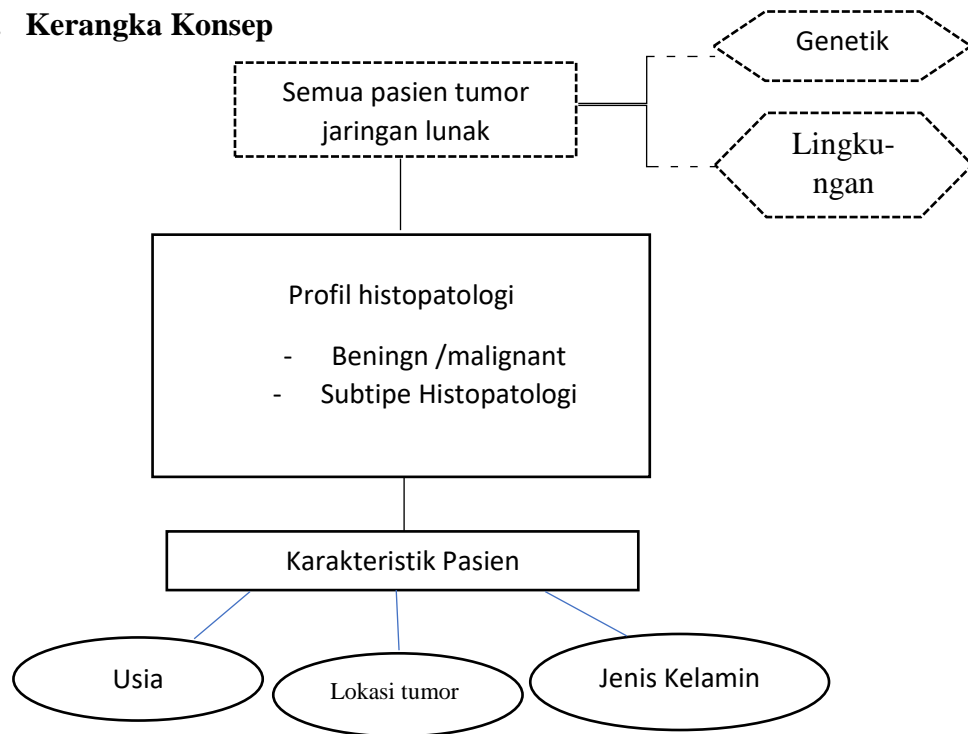 Kerangka Konsep
Genetik
Semua pasien tumor
jaringan lunak
Lingku-
ngan
Profil histopatologi
- Beningn /malignant
- Subtipe Histopatologi
Karakteristik Pasien
Usia
Lokasi tumor
Jenis Kelamin